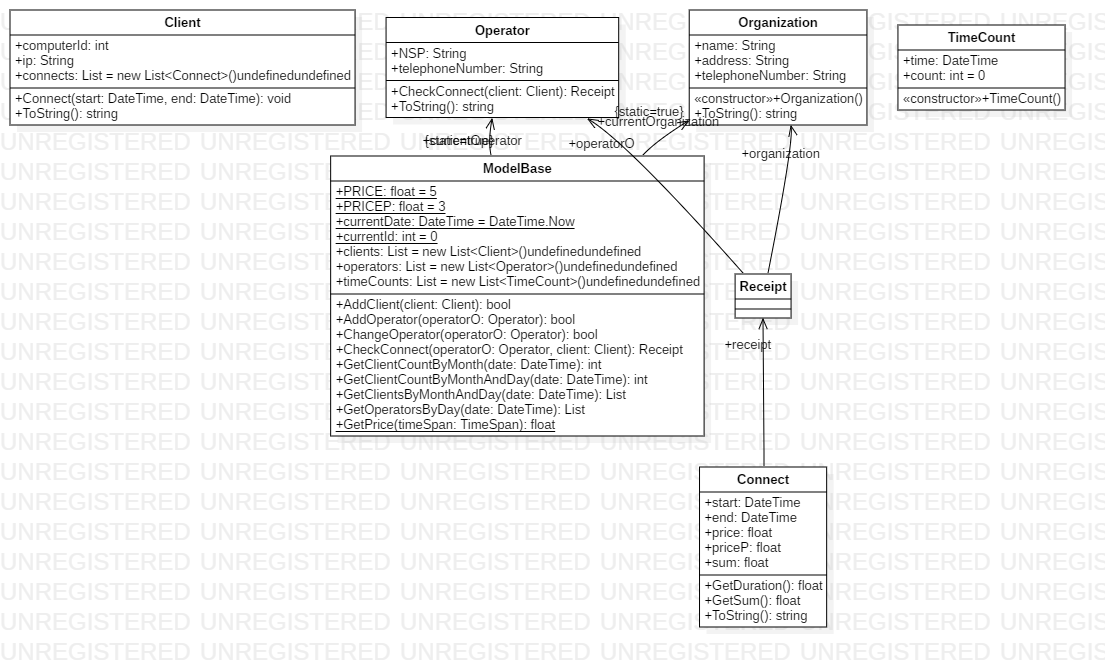 Client
+computerId: int
+ip: String
+connects: List = new List<Connect>()undefinedundefined
+Connect(start: DateTime, end: DateTime): void
+ToString(): string
Operator
+NSP: String
+telephoneNumber: String
+CheckConnect(client: Client): Receipt
+ToString(): string
Organization
+name: String
+address: String
+telephoneNumber: String
«constructor»+Organization()
+ToString(): string
TimeCount
+time: DateTime
+count: int = 0
«constructor»+TimeCount()
{static=true}
+currentOrganization
+operatorO
+organization
ModelBase
+PRICE: float = 5
+PRICEP: float = 3
+currentDate: DateTime = DateTime.Now
+currentId: int = 0
+clients: List = new List<Client>()undefinedundefined
+operators: List = new List<Operator>()undefinedundefined
+timeCounts: List = new List<TimeCount>()undefinedundefined
+AddClient(client: Client): bool
+AddOperator(operatorO: Operator): bool
+ChangeOperator(operatorO: Operator): bool
+CheckConnect(operatorO: Operator, client: Client): Receipt
+GetClientCountByMonth(date: DateTime): int
+GetClientCountByMonthAndDay(date: DateTime): int
+GetClientsByMonthAndDay(date: DateTime): List
+GetOperatorsByDay(date: DateTime): List
+GetPrice(timeSpan: TimeSpan): float
Receipt
+receipt
Connect
+start: DateTime
+end: DateTime
+price: float
+priceP: float
+sum: float
+GetDuration(): float
+GetSum(): float
+ToString(): string
UNREGISTERED